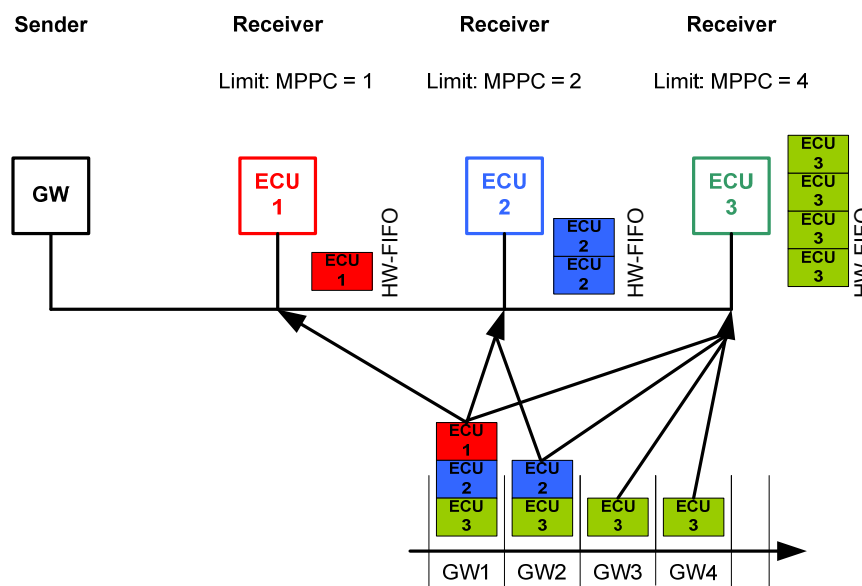 Sender
Receiver
Receiver
Receiver
Limit: MPPC = 1
Limit: MPPC = 2
Limit: MPPC = 4
GW
ECU
1
ECU
1
HW-FIFO
ECU
2
ECU
2
ECU
2
HW-FIFO
ECU
3
ECU
3
ECU
3
ECU
3
ECU
3
HW-FIFO
ECU
1
ECU
2
ECU
3
ECU
2
ECU
3
ECU
3
ECU
3
GW1
GW2
GW3
GW4